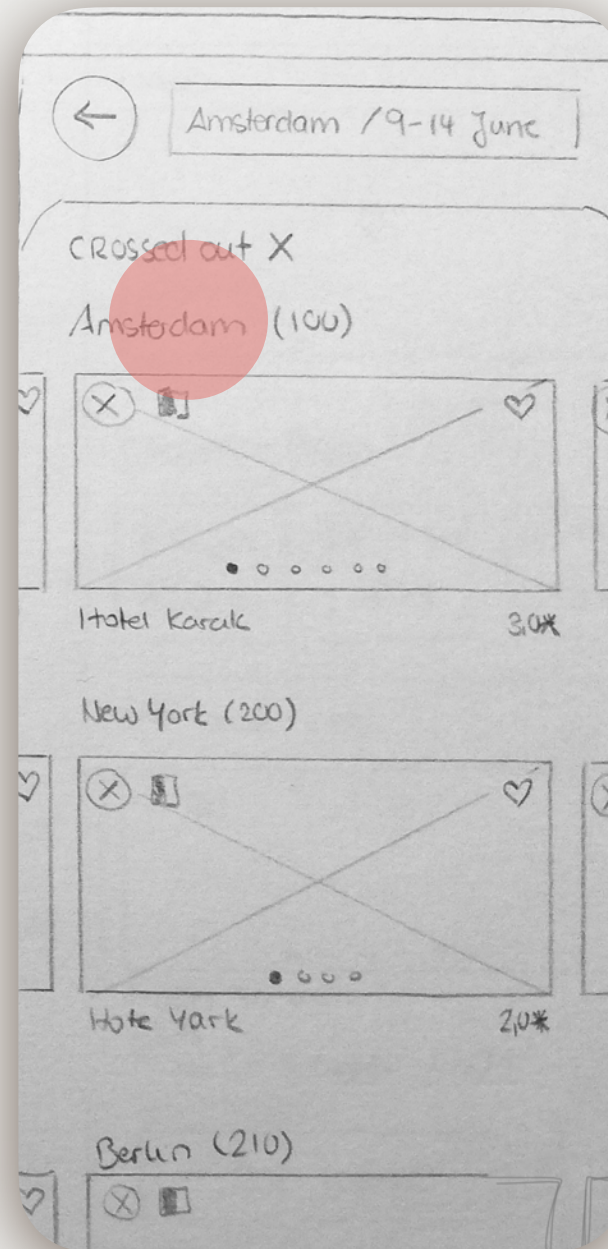 Amsterdam / 9-14 June
CROSSED out X
Amsterdam (100)
Hotel Karak
3,0*
New York (200)
Hote Yark
2,0*
Berlin (210)